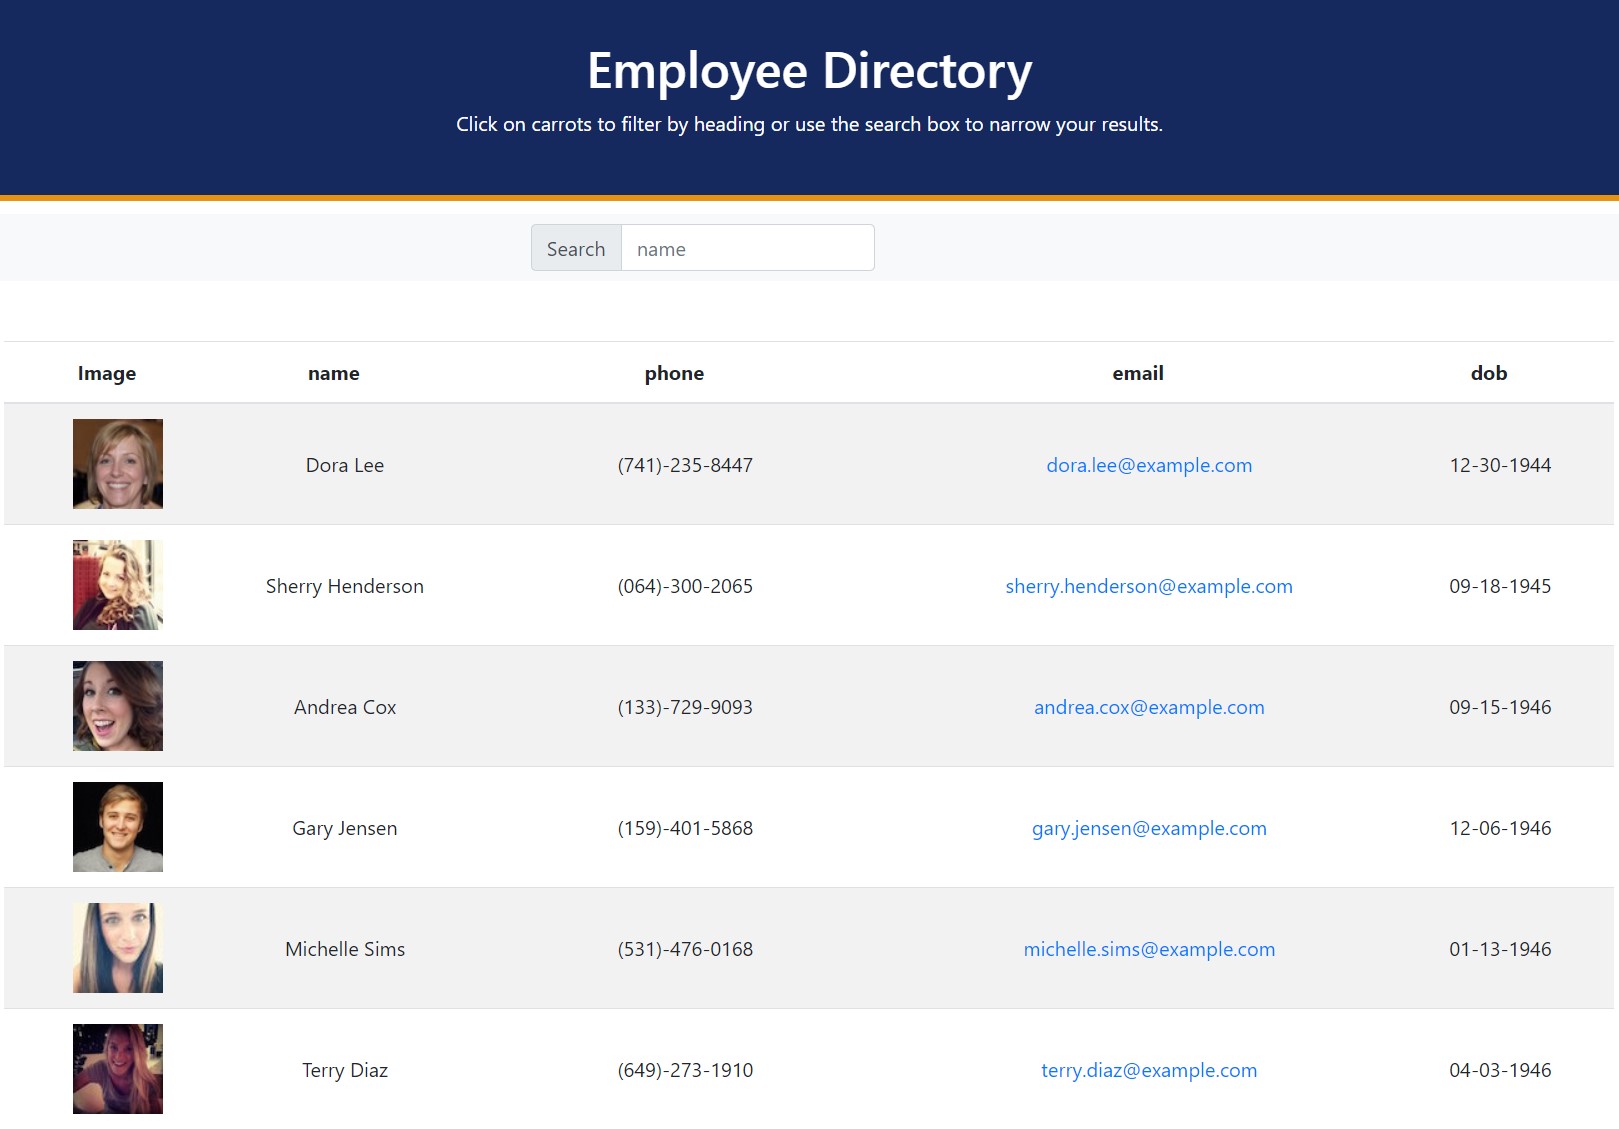 Employee Directory
Click on carrots to filter by heading or use the search box to narrow your results.
Search name
Image name phone email dob
Dora Lee (741)-235-8447 dora.lee@example.com 12-30-1944
Sherry Henderson (064)-300-2065 sherry.henderson@example.com 09-18-1945
Andrea Cox (133)-729-9093 andrea.cox@example.com 09-15-1946
Gary Jensen (159)-401-5868 gary.jensen@example.com 12-06-1946
Michelle Sims (531)-476-0168 michelle.sims@example.com 01-13-1946
Terry Diaz (649)-273-1910 terry.diaz@example.com 04-03-1946